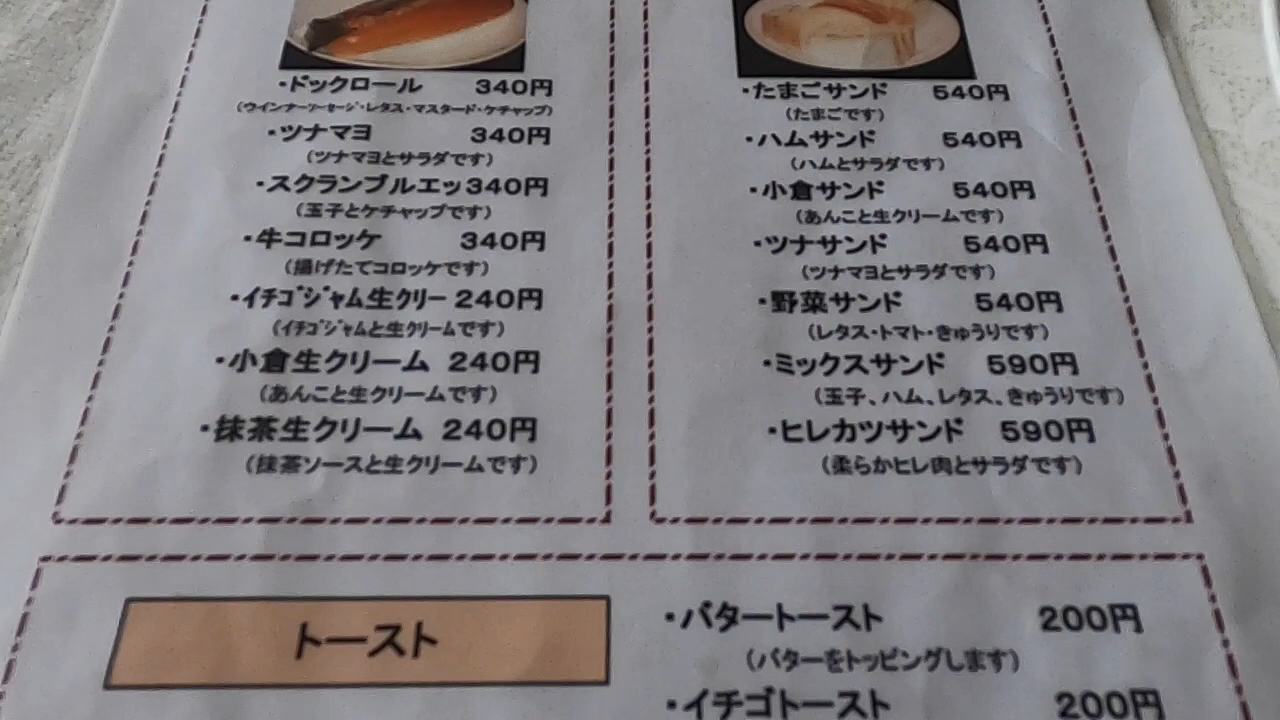 ・ドックロール 340円
(ウインナーソーセージ・レタス・マスタード・ケチャップ)
・ツナマヨ 340円
(ツナマヨとサラダです)
・スクランブルエッ340円
(玉子とケチャップです)
・牛コロッケ 340円
(揚げたてコロッケです)
・イチゴジャム生クリー 240円
(イチゴジャムと生クリームです)
・小倉生クリーム 240円
(あんこと生クリームです)
・抹茶生クリーム 240円
(抹茶ソースと生クリームです)
・たまごサンド 540円
(たまごです)
・ハムサンド 540円
(ハムとサラダです)
・小倉サンド 540円
(あんこと生クリームです)
・ツナサンド 540円
(ツナマヨとサラダです)
・野菜サンド 540円
(レタス・トマト・きゅうりです)
・ミックスサンド 590円
(玉子、ハム、レタス、きゅうりです)
・ヒレカツサンド 590円
(柔らかヒレ肉とサラダです)
トースト
・バタートースト 200円
(バターをトッピングします)
・イチゴトースト 200円